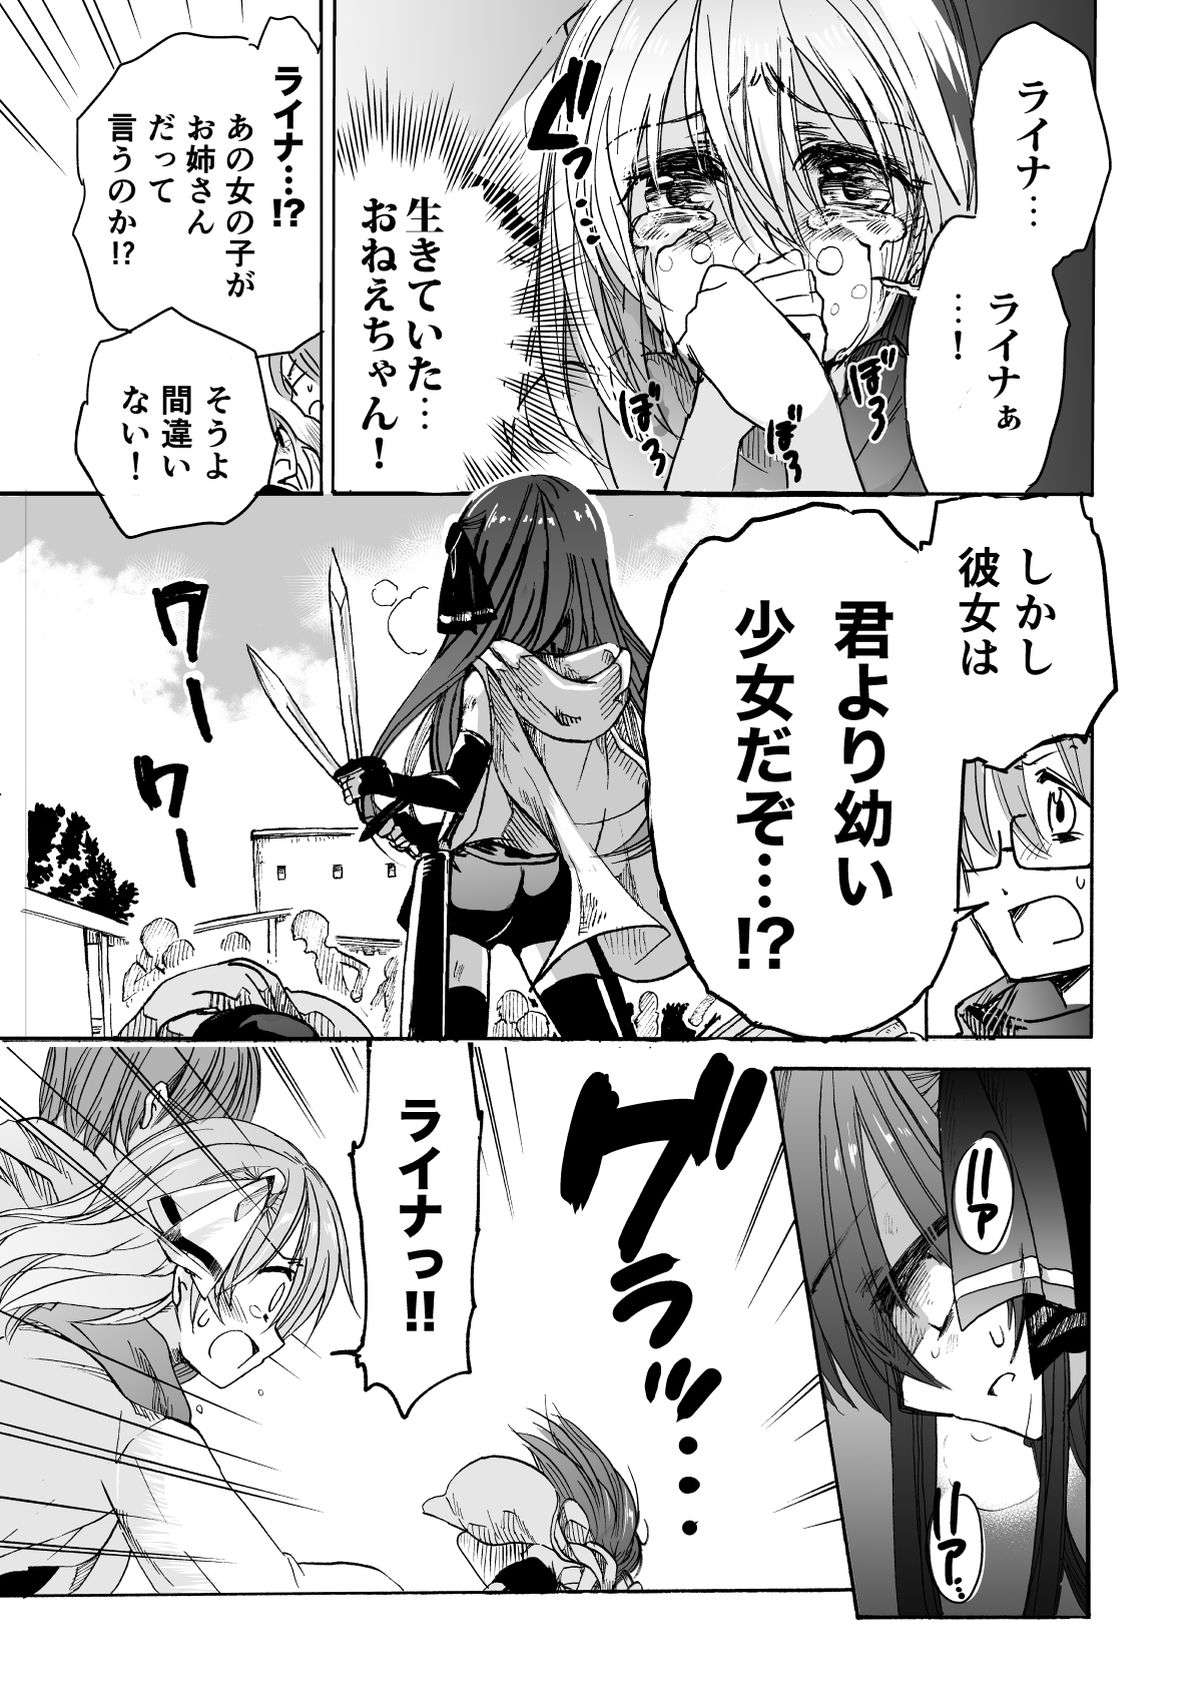 ライナ…
ライナぁ
…！
ぐっ…
ぼろ
ぼろ
ぼろ
生きていた…
おねえちゃん！
ライナ…!?
あの女の子が
お姉さん
だって
言うのか!?
そうよ
間違い
ない！
しかし
彼女は
君より幼い
少女だぞ…!?
ワー
ワー
ハァ
ハァ…
グラッ…
ライナっ!!